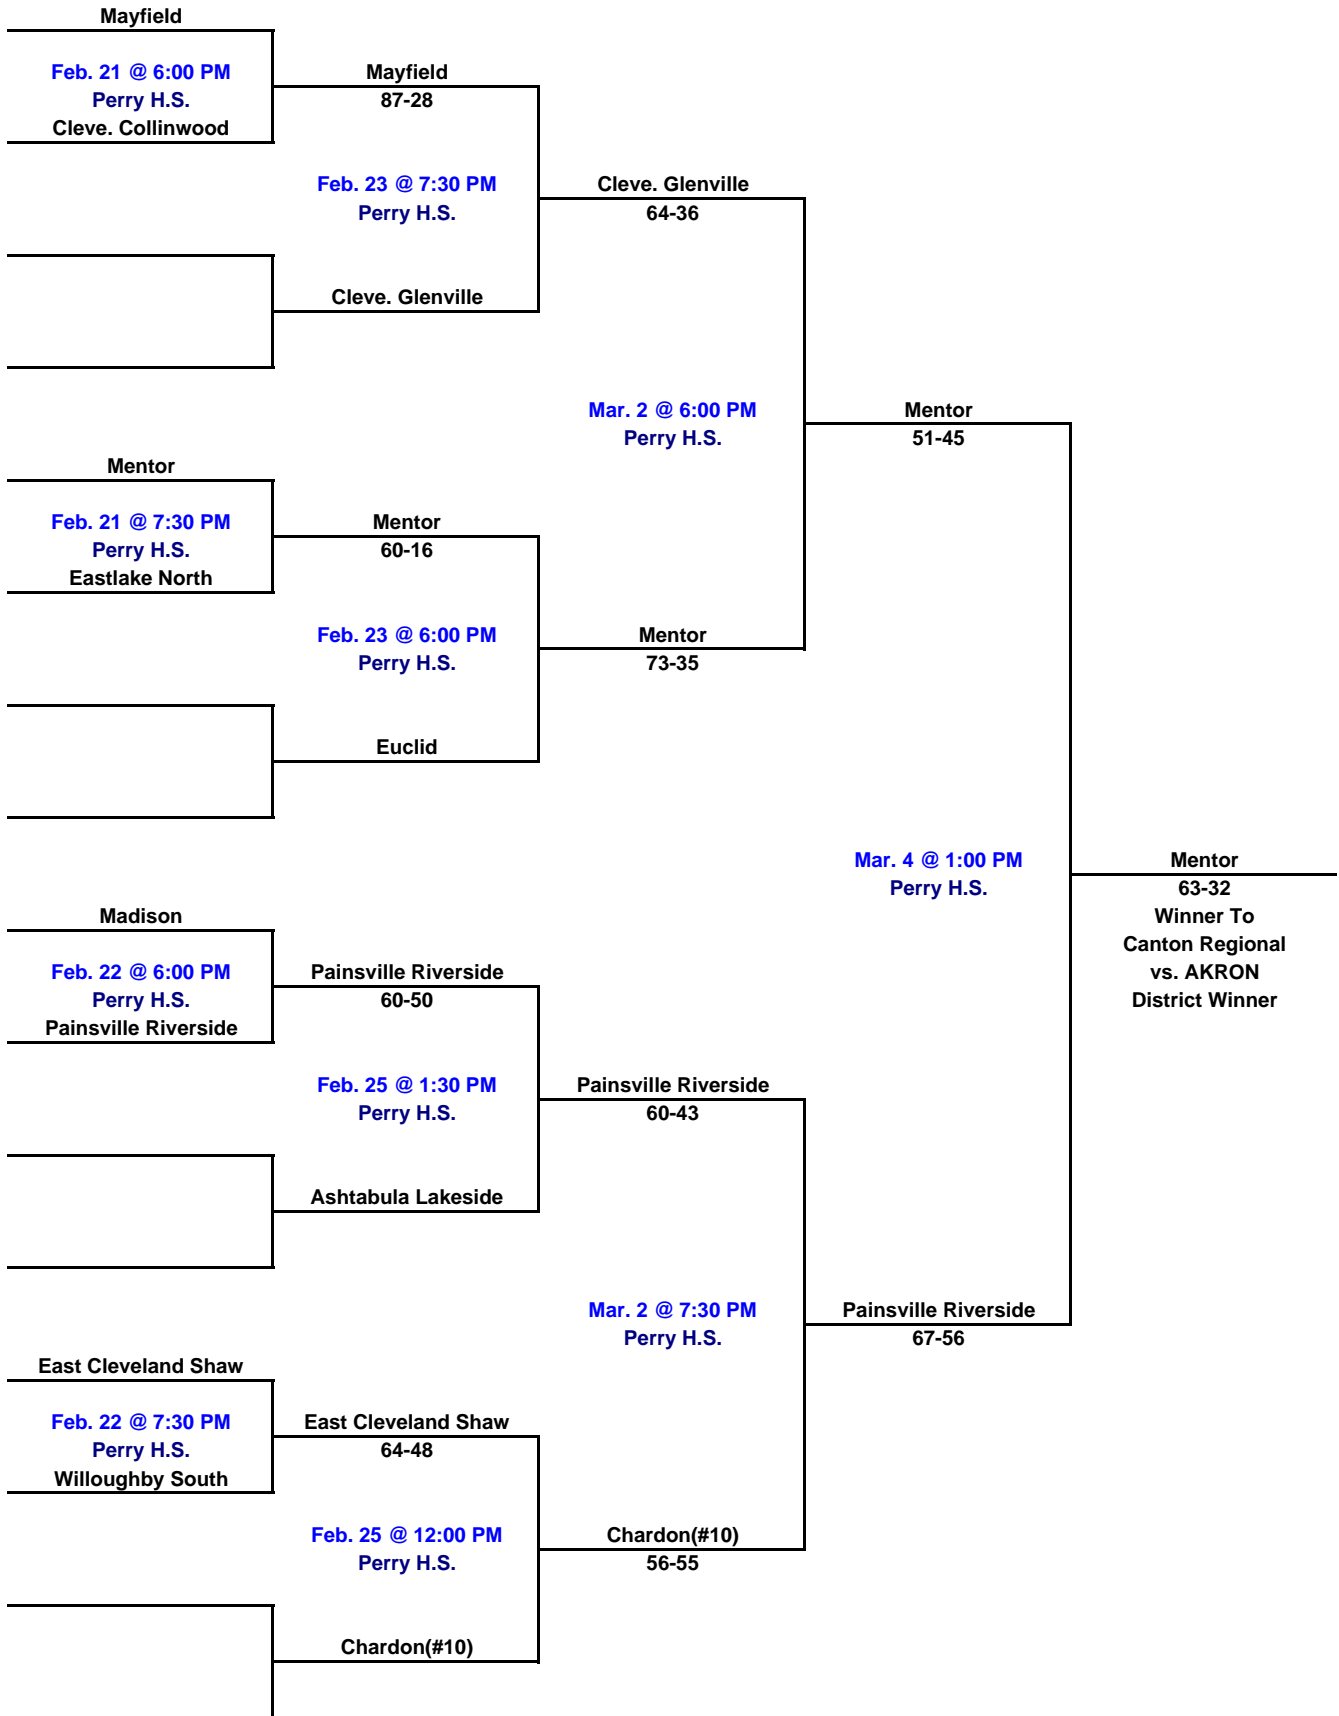 Mayfield
Feb. 21 @ 6:00 PM
Perry H.S.
Cleve. Collinwood
Mayfield
87-28
Feb. 23 @ 7:30 PM
Perry H.S.
Cleve. Glenville
Cleve. Glenville
64-36
Mar. 2 @ 6:00 PM
Perry H.S.
Mentor
51-45
Mentor
Feb. 21 @ 7:30 PM
Perry H.S.
Eastlake North
Mentor
60-16
Feb. 23 @ 6:00 PM
Perry H.S.
Euclid
Mentor
73-35
Mar. 4 @ 1:00 PM
Perry H.S.
Mentor
63-32
Winner To
Canton Regional
vs. AKRON
District Winner
Madison
Feb. 22 @ 6:00 PM
Perry H.S.
Painsville Riverside
Painsville Riverside
60-50
Feb. 25 @ 1:30 PM
Perry H.S.
Ashtabula Lakeside
Painsville Riverside
60-43
Mar. 2 @ 7:30 PM
Perry H.S.
Painsville Riverside
67-56
East Cleveland Shaw
Feb. 22 @ 7:30 PM
Perry H.S.
Willoughby South
East Cleveland Shaw
64-48
Feb. 25 @ 12:00 PM
Perry H.S.
Chardon(#10)
Chardon(#10)
56-55